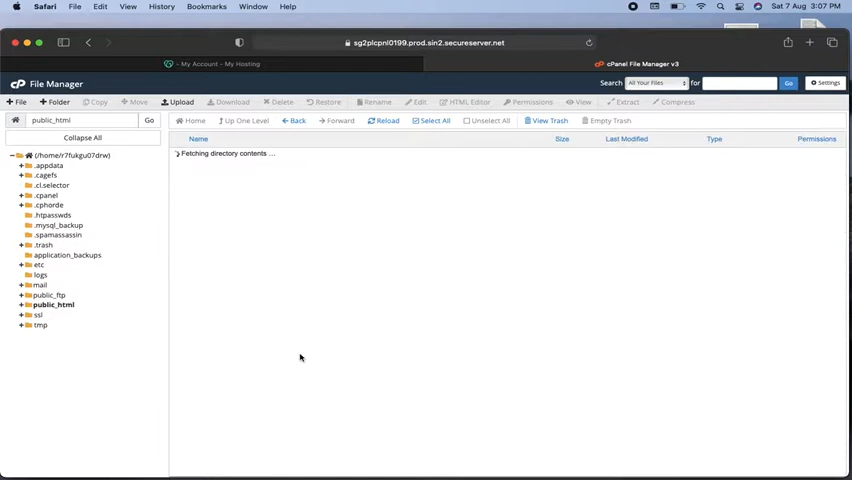 Safari File Edit View History Bookmarks Window Help Sat 7 Aug 3:07 PM
sg2plcpnl0199.prod.sin2.secureserver.net
- My Account - My Hosting cPanel File Manager v3
cP File Manager Search All Your Files for Go Settings
File Folder Copy Move Upload Download Delete Restore Rename Edit HTML Editor Permissions View Extract Compress
public_html Go Home Up One Level Back Forward Reload Select All Unselect All View Trash Empty Trash
Collapse All Name Size Last Modified Type Permissions
(/home/r7fukgu07drw) Fetching directory contents ...
.appdata
.cagefs
.cl.selector
.cpanel
.cphorde
.htpasswds
.mysql_backup
.spamassassin
.trash
application_backups
etc
logs
mail
public_ftp
public_html
ssl
tmp